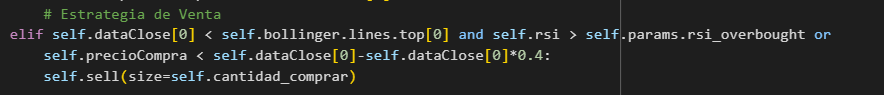 # Estrategia de Venta
elif self.dataClose[0] < self.bollinger.lines.top[0] and self.rsi > self.params.rsi_overbought or
self.precioCompra < self.dataClose[0]-self.dataClose[0]*0.4:
self.sell(size=self.cantidad_comprar)